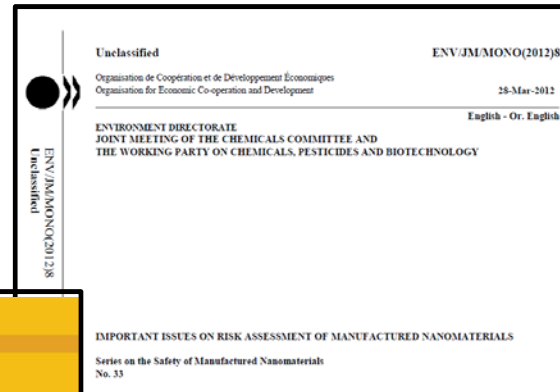 Unclassified ENV/JM/MONO(2012)8
Organisation de Coopération et de Développement Économiques
Organisation for Economic Co-operation and Development 28-Mar-2012
English - Or. English
ENVIRONMENT DIRECTORATE
JOINT MEETING OF THE CHEMICALS COMMITTEE AND
THE WORKING PARTY ON CHEMICALS, PESTICIDES AND BIOTECHNOLOGY
ENV/JM/MONO(2012)8
Unclassified
IMPORTANT ISSUES ON RISK ASSESSMENT OF MANUFACTURED NANOMATERIALS
Series on the Safety of Manufactured Nanomaterials
No. 33